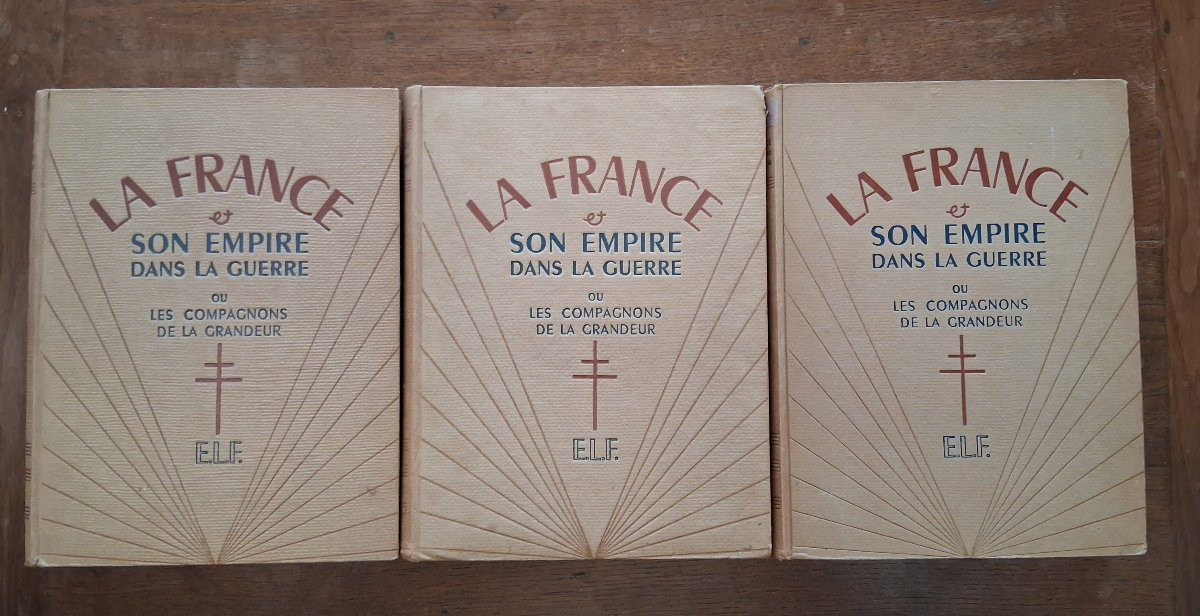 LA FRANCE
et
SON EMPIRE
DANS LA GUERRE
OU
LES COMPAGNONS
DE LA GRANDEUR
E.L.F.
LA FRANCE
et
SON EMPIRE
DANS LA GUERRE
OU
LES COMPAGNONS
DE LA GRANDEUR
E.L.F.
LA FRANCE
et
SON EMPIRE
DANS LA GUERRE
OU
LES COMPAGNONS
DE LA GRANDEUR
E.L.F.